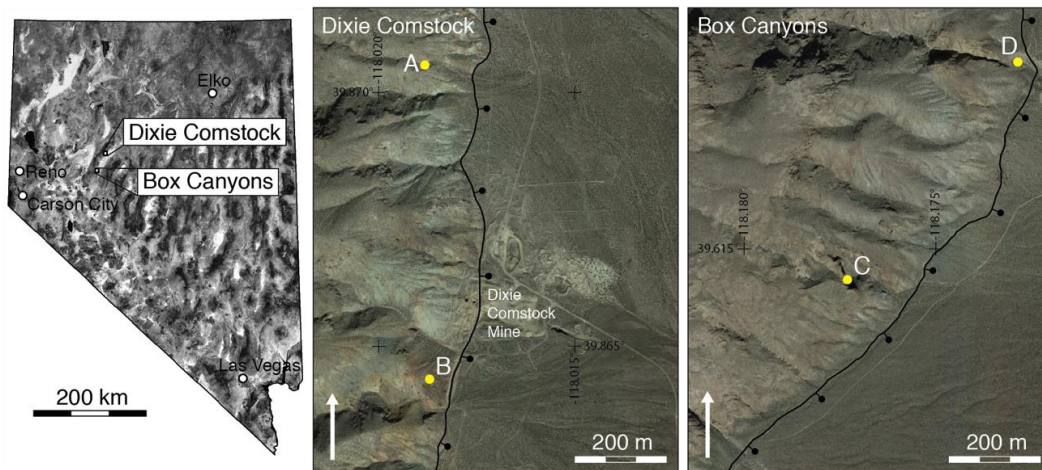 Elko
Dixie Comstock
Box Canyons
Reno
Carson City
Las Vegas
200 km
Dixie Comstock
A
-118.020°
39.870°
Dixie
Comstock
Mine
39.865°
-118.015°
B
200 m
Box Canyons
D
-118.180°
-118.175°
39.615°
C
200 m